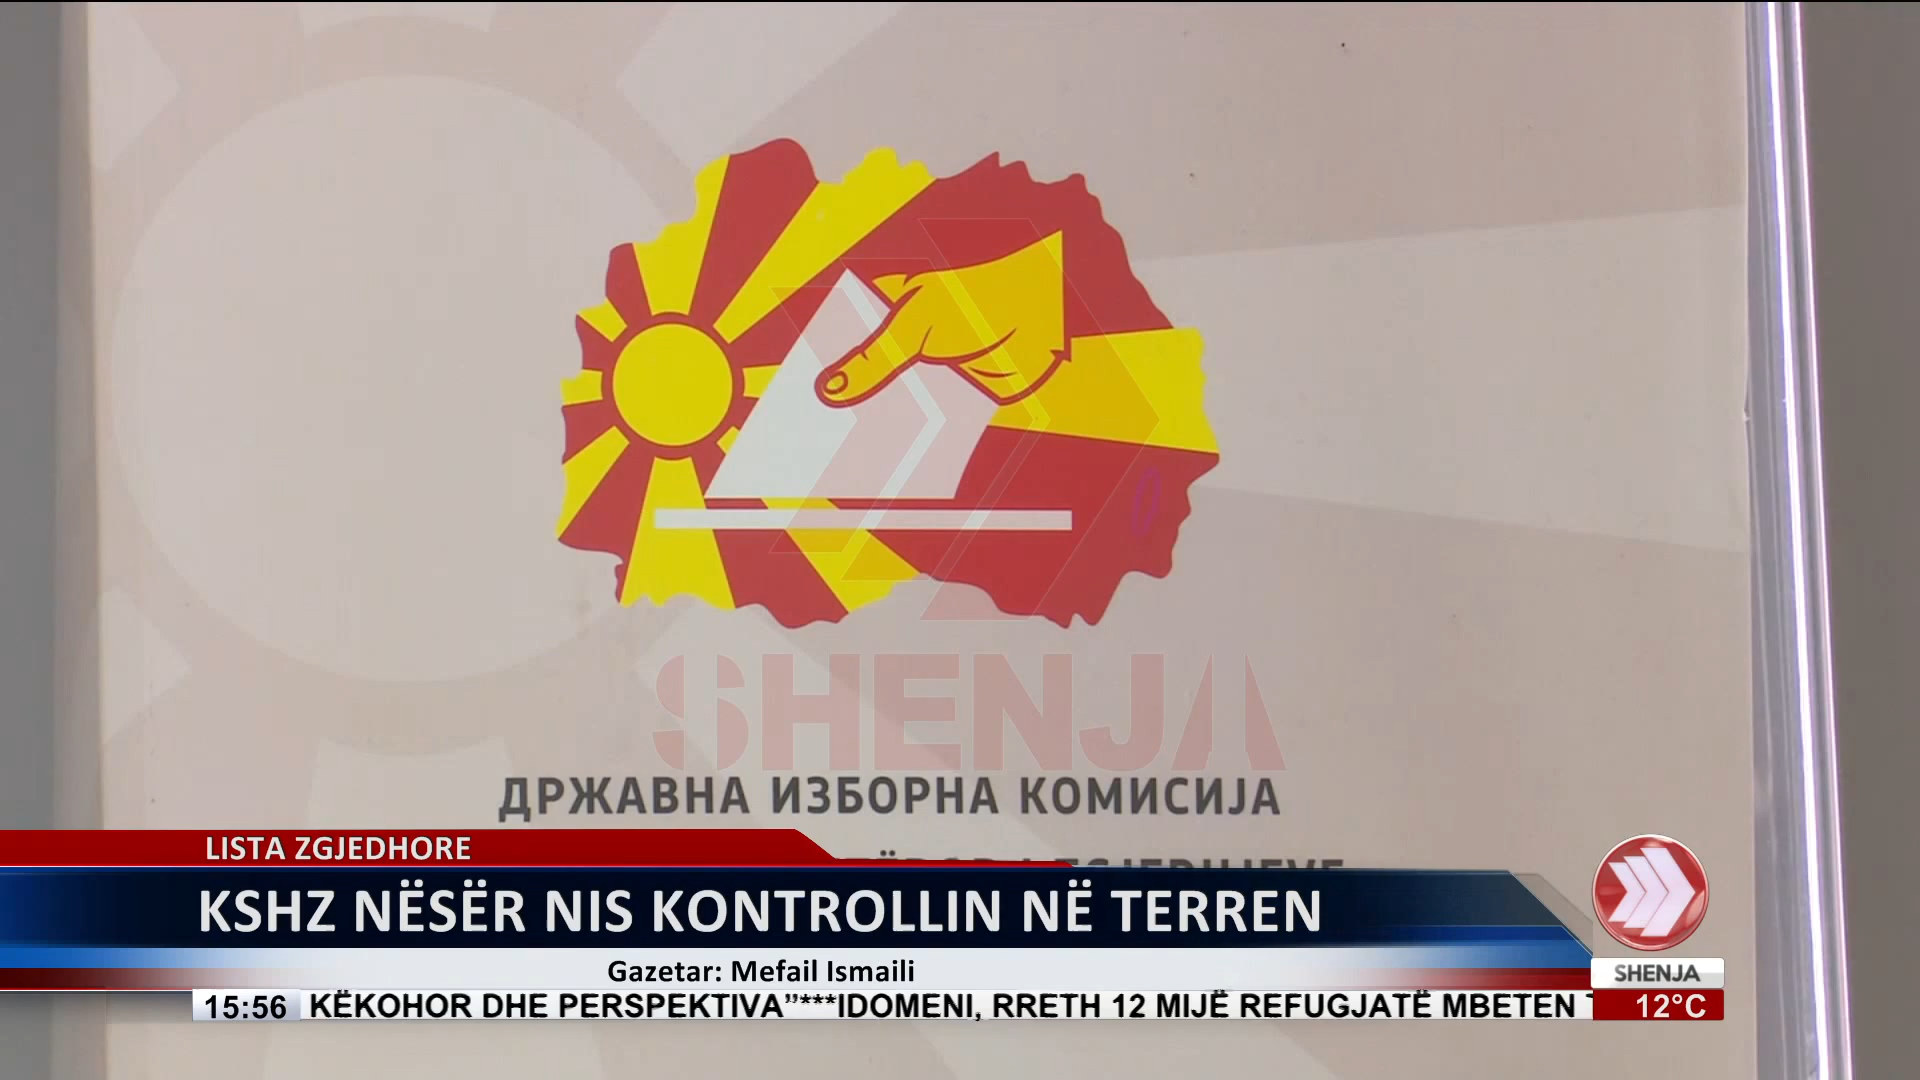 SHENJA
ДРЖАВНА ИЗБОРНА КОМИСИЈА
LISTA ZGJEDHORE
KSHZ NËSËR NIS KONTROLLIN NË TERREN
Gazetar: Mefail Ismaili
SHENJA
15:56 KËKOHOR DHE PERSPEKTIVA”***IDOMENI, RRETH 12 MIJË REFUGJATË MBETEN 12°C